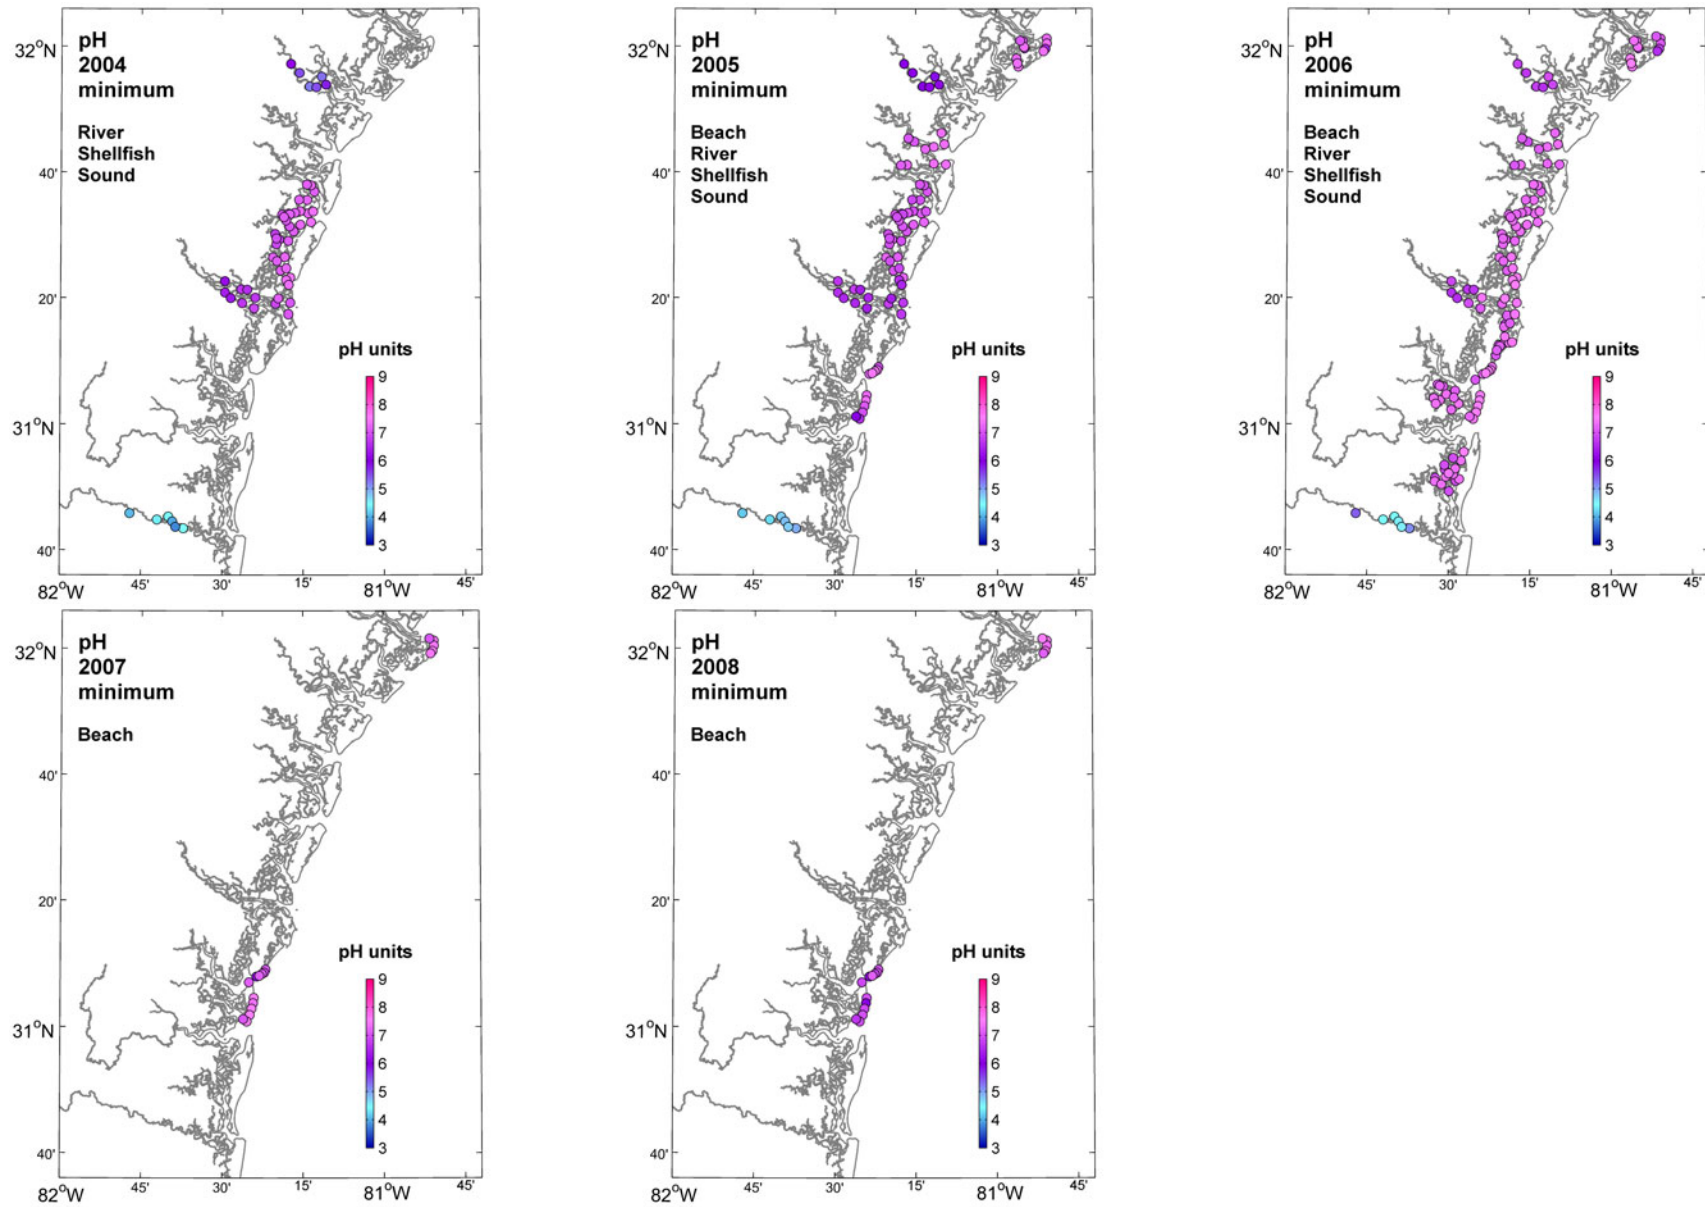 pH
2004
minimum
River
Shellfish
Sound
pH units
9
8
7
6
5
4
3
32°N
40'
20'
31°N
40'
82°W
45'
30'
15'
81°W
45'
pH
2005
minimum
Beach
River
Shellfish
Sound
pH units
9
8
7
6
5
4
3
32°N
40'
20'
31°N
40'
82°W
45'
30'
15'
81°W
45'
pH
2006
minimum
Beach
River
Shellfish
Sound
pH units
9
8
7
6
5
4
3
32°N
40'
20'
31°N
40'
82°W
45'
30'
15'
81°W
45'
pH
2007
minimum
Beach
pH units
9
8
7
6
5
4
3
32°N
40'
20'
31°N
40'
82°W
45'
30'
15'
81°W
45'
pH
2008
minimum
Beach
pH units
9
8
7
6
5
4
3
32°N
40'
20'
31°N
40'
82°W
45'
30'
15'
81°W
45'